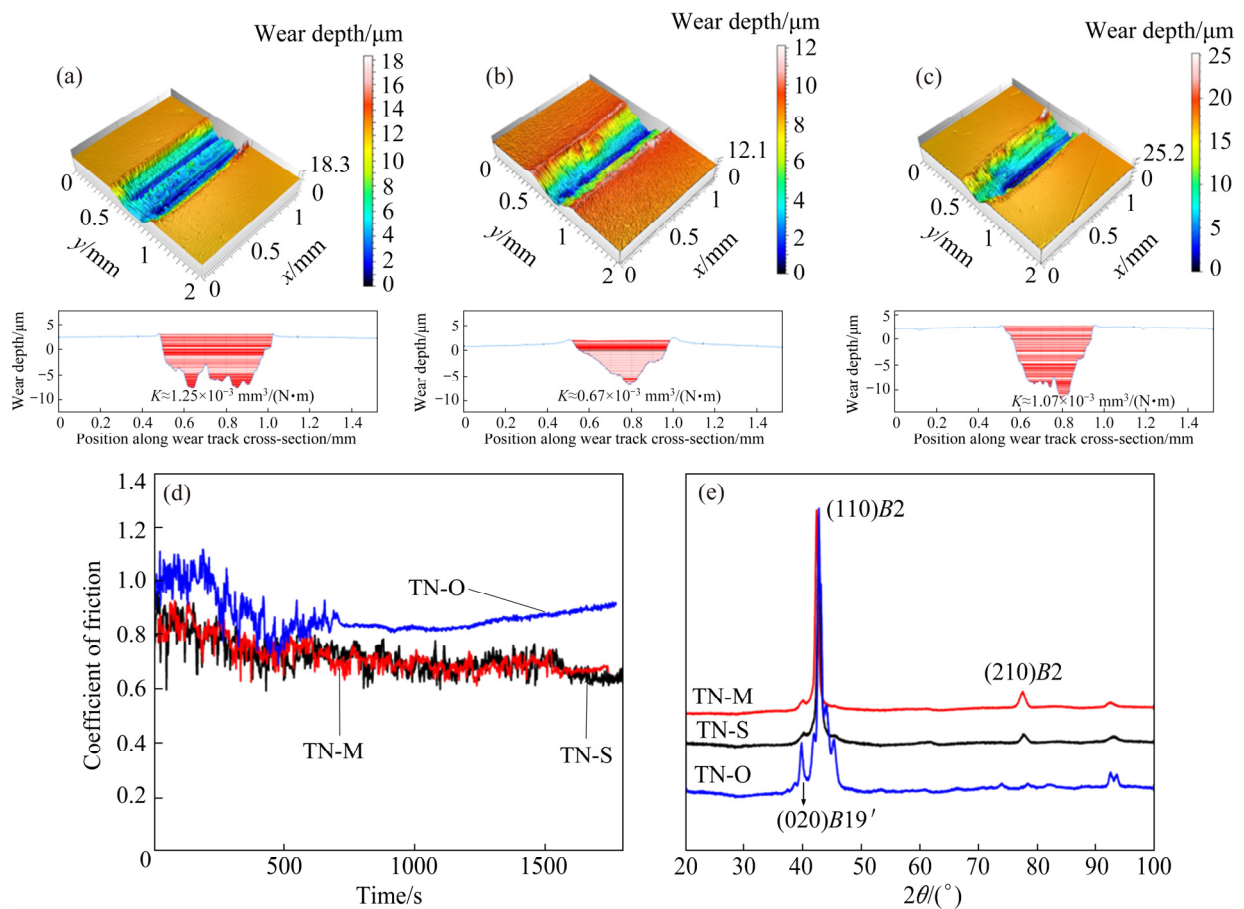 Wear depth/μm
(a)
18
16
14
12
10
8
6
4
2
0
18.3
0
0
0.5
1
2
y/mm
0
0.5
1
x/mm
Wear depth/μm
(b)
12
10
8
6
4
2
0
12.1
0
0
0.5
1
2
y/mm
0
0.5
1
x/mm
Wear depth/μm
(c)
25
20
15
10
5
0
25.2
0
0
0.5
1
2
y/mm
0
0.5
1
x/mm
Wear depth/μm
5
0
−5
−10
K≈1.25×10⁻³ mm³/(N•m)
0 0.2 0.4 0.6 0.8 1.0 1.2 1.4
Position along wear track cross-section/mm
Wear depth/μm
5
0
−5
−10
K≈0.67×10⁻³ mm³/(N•m)
0 0.2 0.4 0.6 0.8 1.0 1.2 1.4
Position along wear track cross-section/mm
Wear depth/μm
5
0
−5
−10
K≈1.07×10⁻³ mm³/(N•m)
0 0.2 0.4 0.6 0.8 1.0 1.2 1.4
Position along wear track cross-section/mm
(d)
Coefficient of friction
1.4
1.2
1.0
0.8
0.6
0.4
0.2
0
TN-O
TN-M
TN-S
500 1000 1500
Time/s
(e)
(110)B2
(210)B2
TN-M
TN-S
TN-O
(020)B19′
20 30 40 50 60 70 80 90 100
2θ/(°)